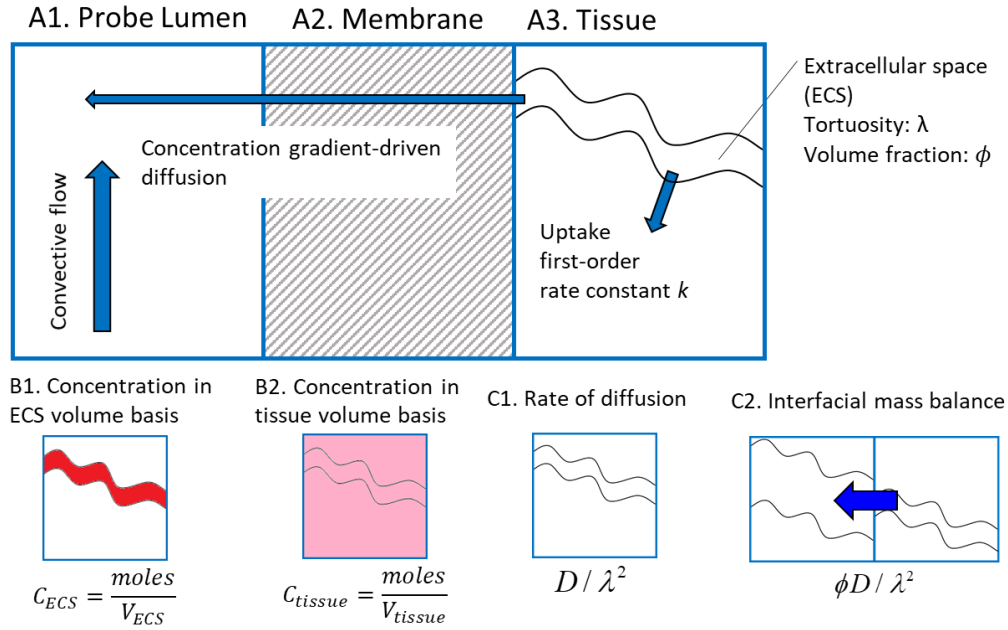 A1. Probe Lumen
A2. Membrane
A3. Tissue
Extracellular space
(ECS)
Tortuosity: λ
Volume fraction: ϕ
Concentration gradient-driven
diffusion
Convective flow
Uptake
first-order
rate constant k
B1. Concentration in
ECS volume basis
B2. Concentration in
tissue volume basis
C1. Rate of diffusion
C2. Interfacial mass balance
C_ECS = moles / V_ECS
C_tissue = moles / V_tissue
D / λ²
ϕD / λ²